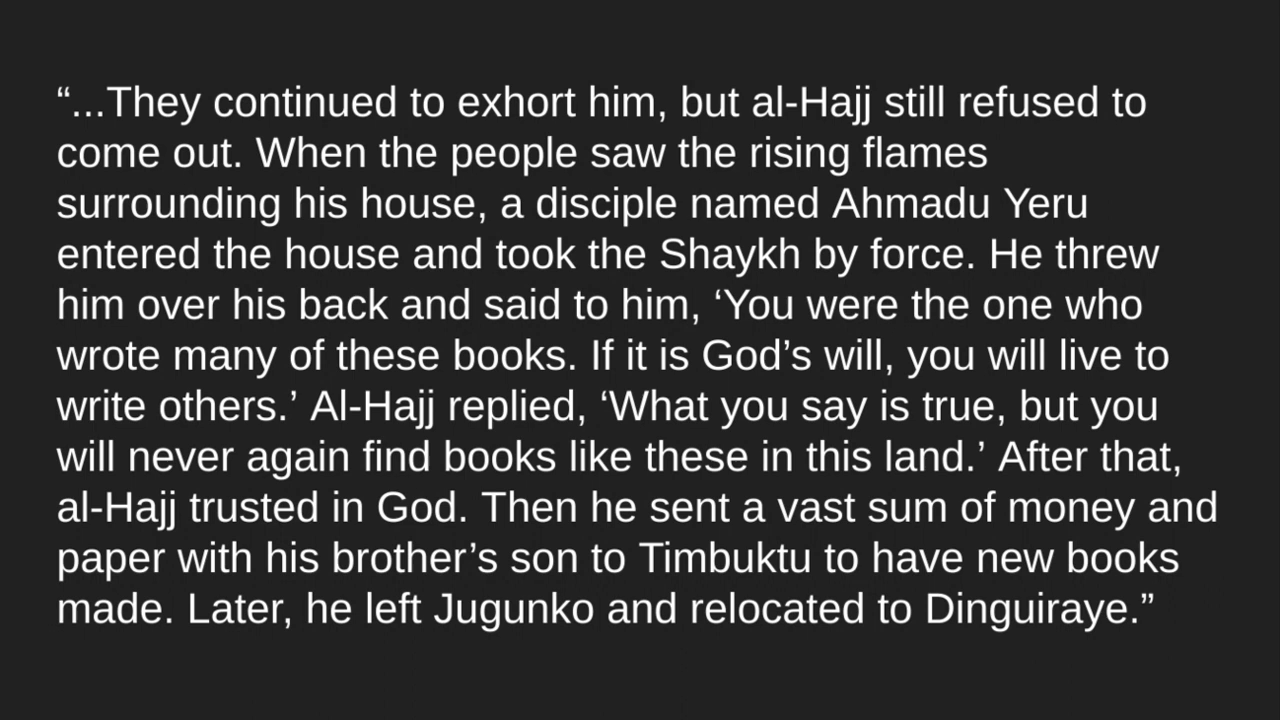 “...They continued to exhort him, but al-Hajj still refused to
come out. When the people saw the rising flames
surrounding his house, a disciple named Ahmadu Yeru
entered the house and took the Shaykh by force. He threw
him over his back and said to him, ‘You were the one who
wrote many of these books. If it is God’s will, you will live to
write others.’ Al-Hajj replied, ‘What you say is true, but you
will never again find books like these in this land.’ After that,
al-Hajj trusted in God. Then he sent a vast sum of money and
paper with his brother’s son to Timbuktu to have new books
made. Later, he left Jugunko and relocated to Dinguiraye.”